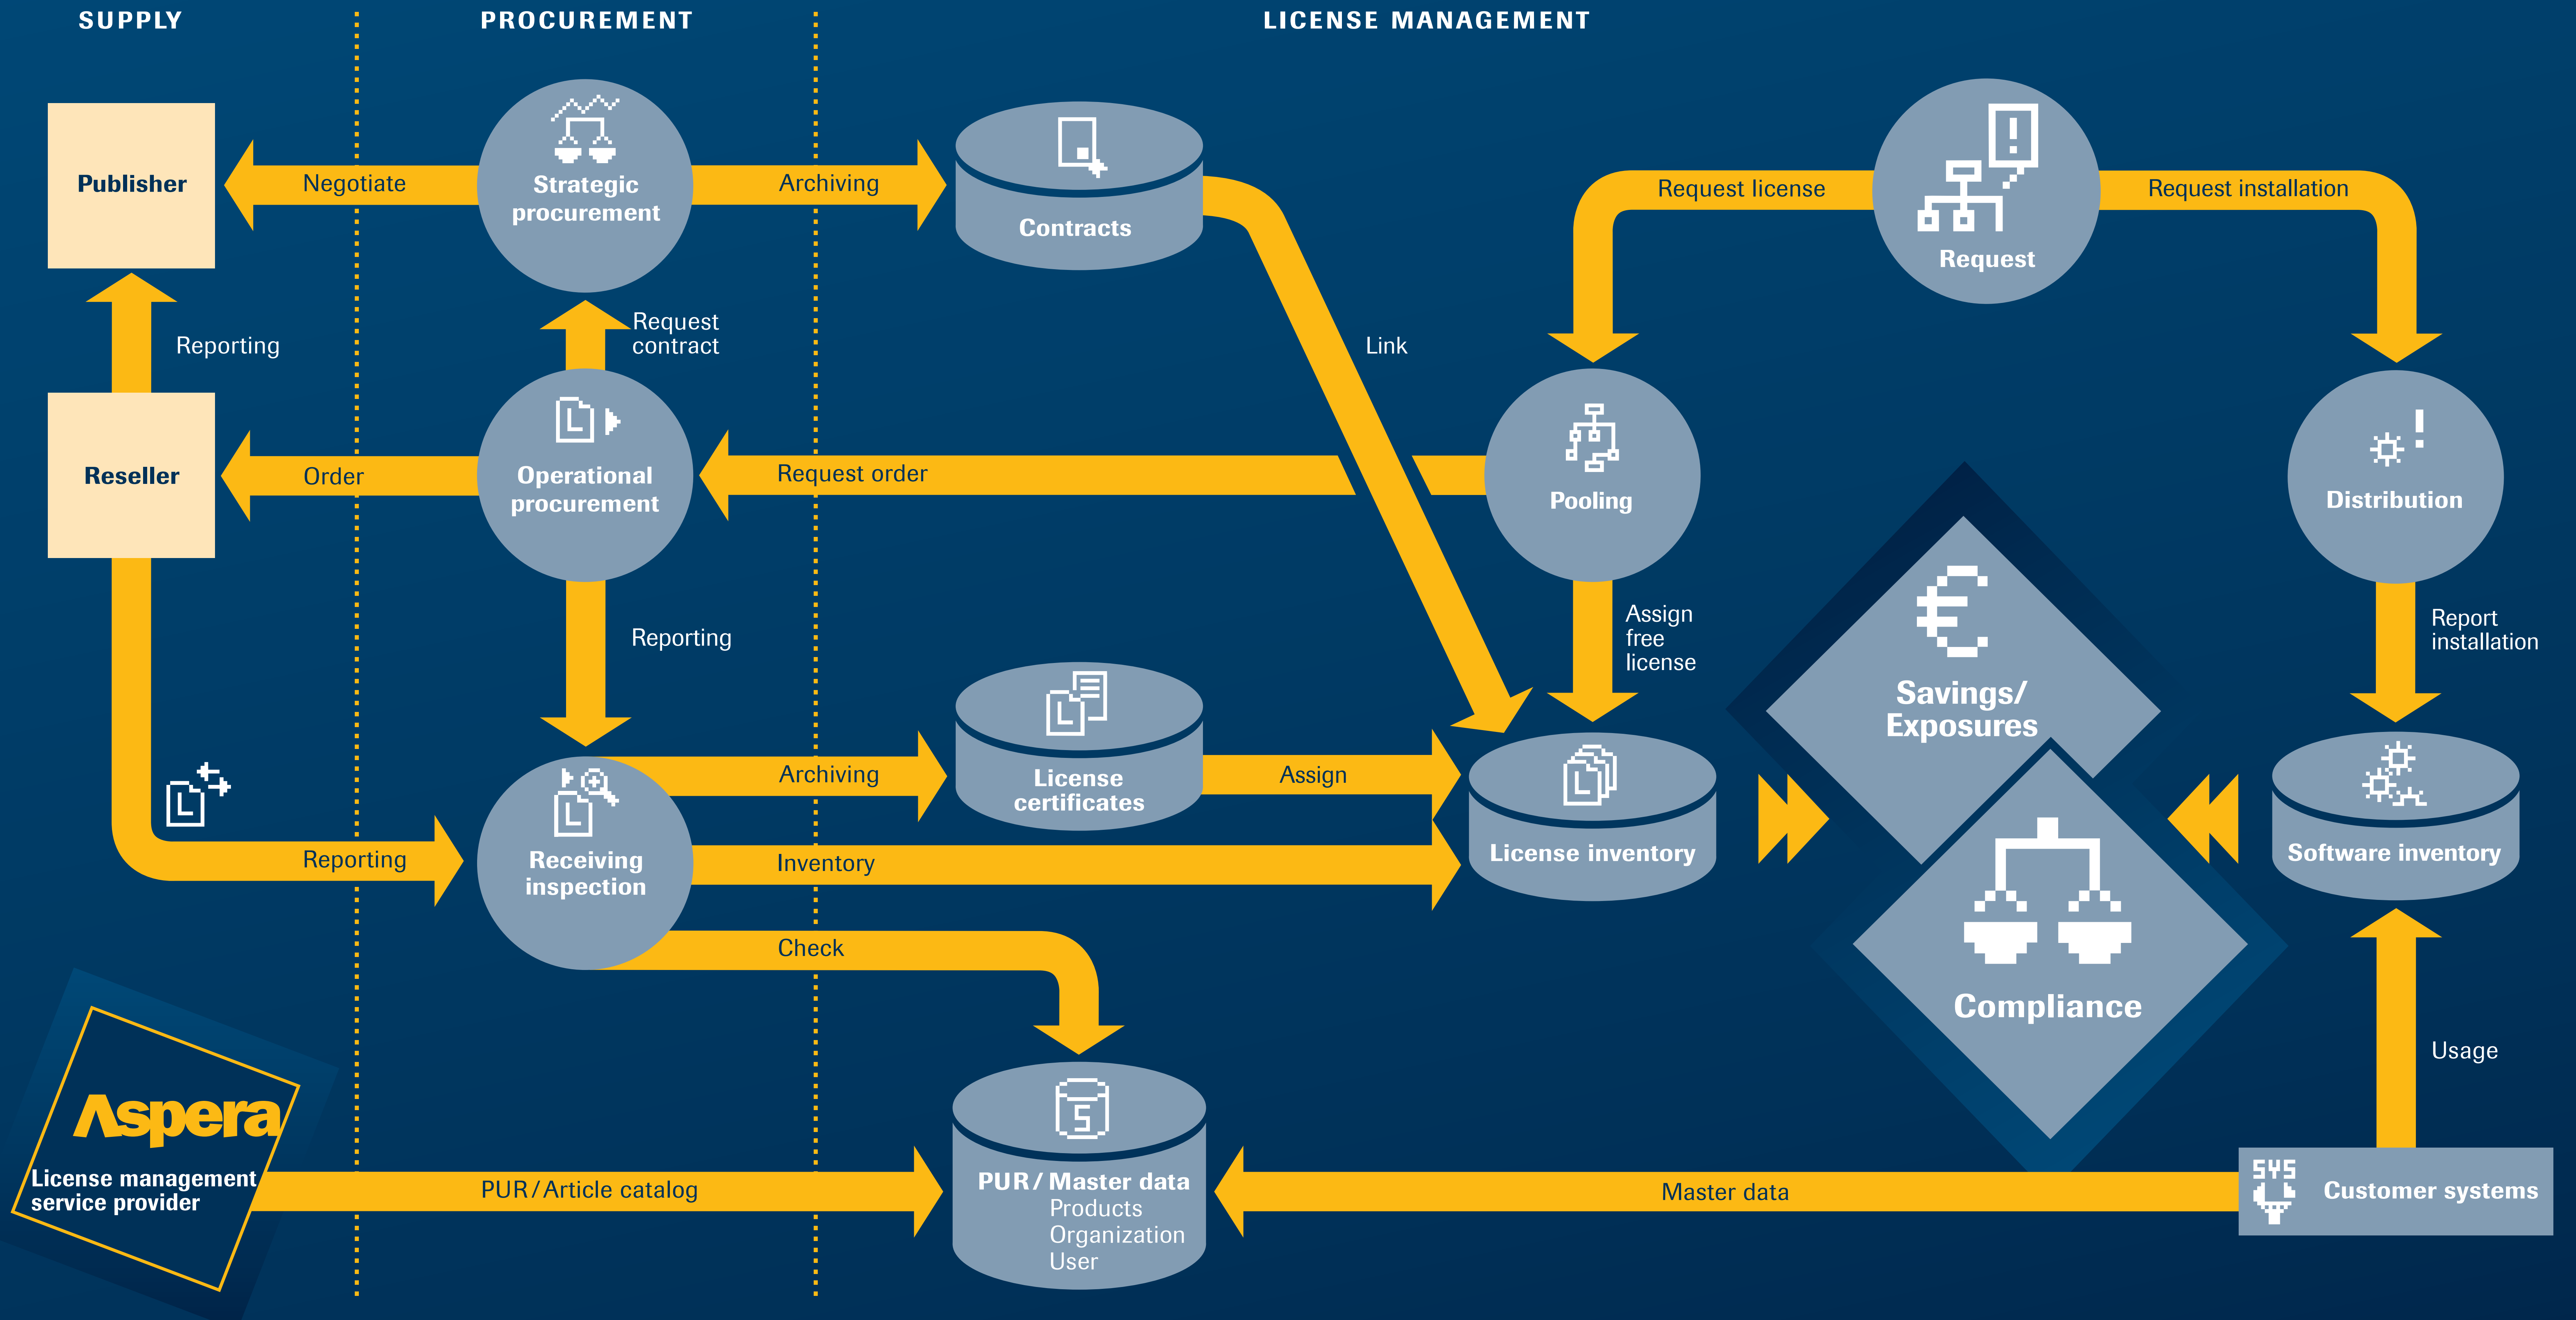 SUPPLY
PROCUREMENT
LICENSE MANAGEMENT
Publisher
Negotiate
Strategic
procurement
Archiving
Contracts
Request license
Request
Request installation
Reporting
Request
contract
Link
Reseller
Order
Operational
procurement
Request order
Pooling
Distribution
Reporting
Assign
free
license
Savings/
Exposures
Report
installation
L
Reporting
Receiving
inspection
Archiving
License
certificates
Assign
Inventory
License inventory
Software inventory
Check
Compliance
Usage
Aspera
License management
service provider
PUR/Article catalog
S
PUR/Master data
Products
Organization
User
Master data
SYS
Customer systems